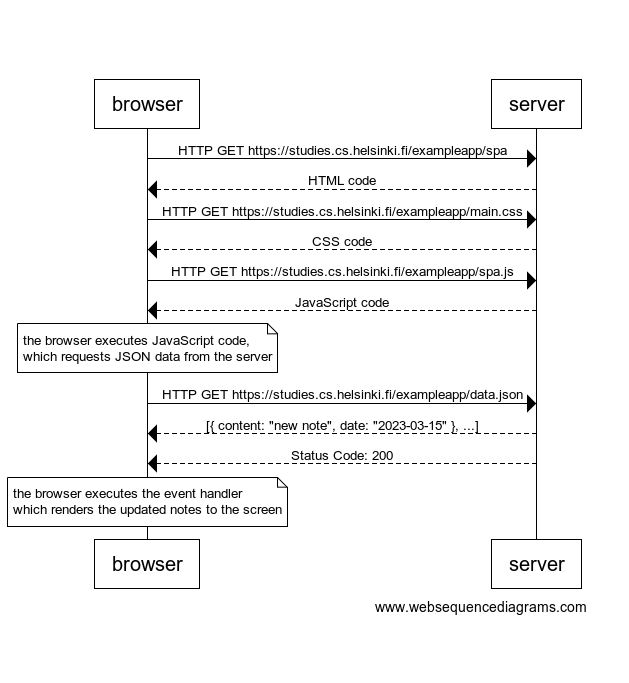 browser
server
HTTP GET https://studies.cs.helsinki.fi/exampleapp/spa
HTML code
HTTP GET https://studies.cs.helsinki.fi/exampleapp/main.css
CSS code
HTTP GET https://studies.cs.helsinki.fi/exampleapp/spa.js
JavaScript code
the browser executes JavaScript code,
which requests JSON data from the server
HTTP GET https://studies.cs.helsinki.fi/exampleapp/data.json
[{ content: "new note", date: "2023-03-15" }, ...]
Status Code: 200
the browser executes the event handler
which renders the updated notes to the screen
browser
server
www.websequencediagrams.com